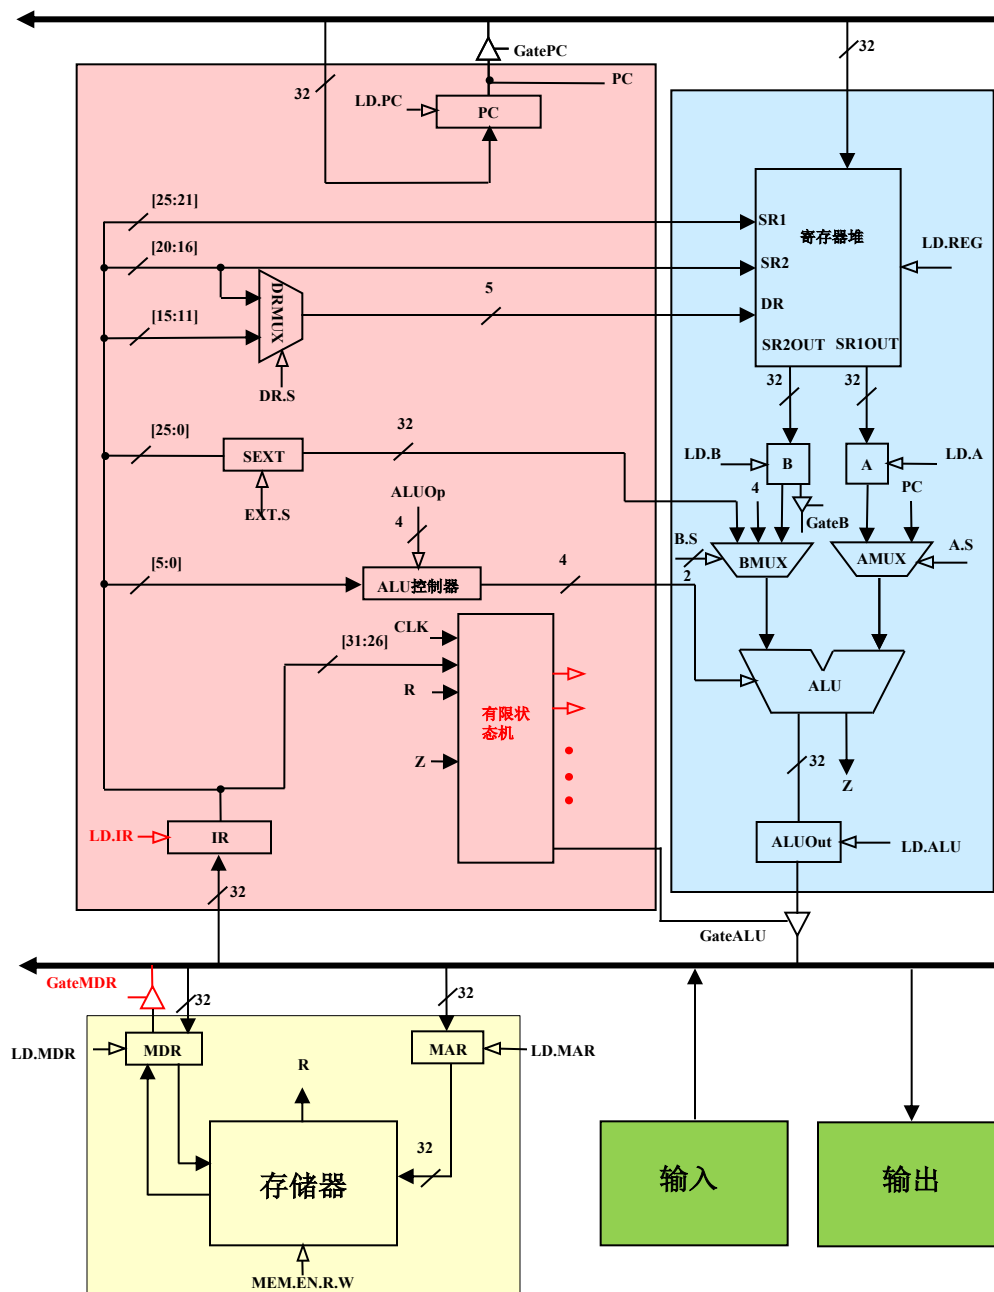 GatePC
32
32
PC
LD.PC
PC
[25:21]
SR1
寄存器堆
LD.REG
[20:16]
SR2
DRMUX
5
DR
[15:11]
SR2OUT SR1OUT
DR.S
32
32
[25:0]
32
SEXT
LD.B
B
A
LD.A
ALUOp
4
PC
EXT.S
4
GateB
B.S
2
BMUX
AMUX
A.S
[5:0]
ALU控制器
4
CLK
[31:26]
R
有限状
态机
ALU
Z
32
Z
LD.IR
IR
ALUOut
LD.ALU
32
GateALU
GateMDR
32
32
LD.MDR
MDR
MAR
LD.MAR
R
32
存储器
输入
输出
MEM.EN.R.W